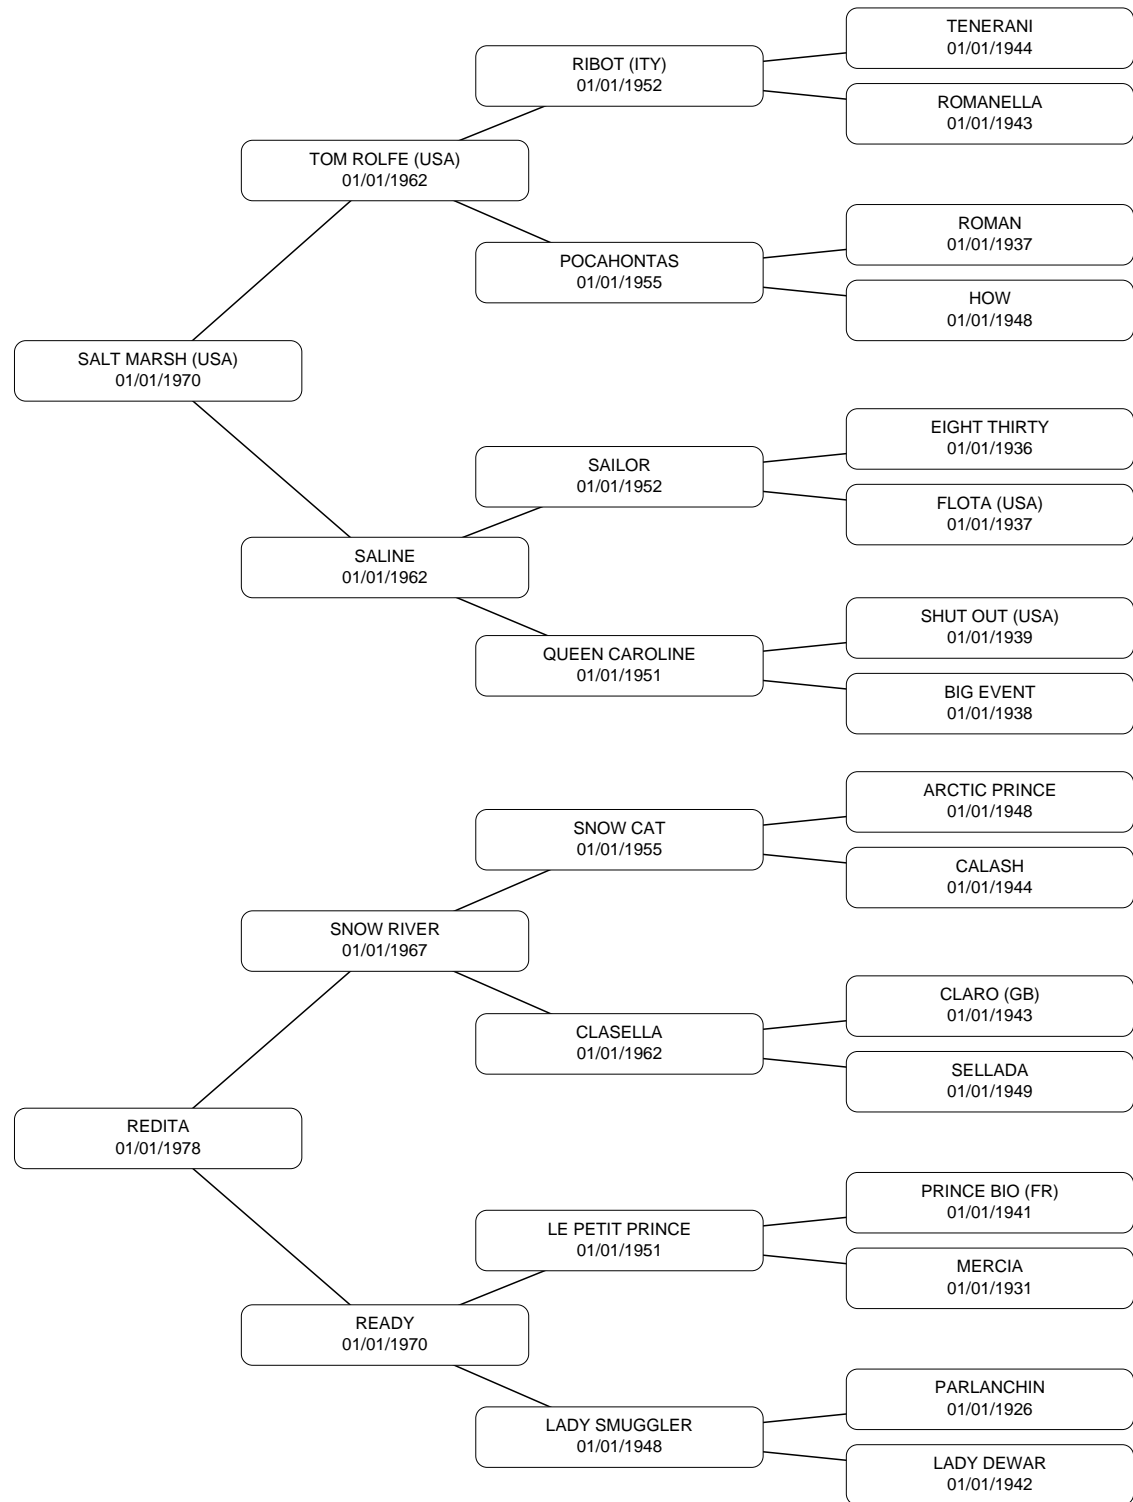 TENERANI
01/01/1944
RIBOT (ITY)
01/01/1952
ROMANELLA
01/01/1943
TOM ROLFE (USA)
01/01/1962
ROMAN
01/01/1937
POCAHONTAS
01/01/1955
HOW
01/01/1948
SALT MARSH (USA)
01/01/1970
EIGHT THIRTY
01/01/1936
SAILOR
01/01/1952
FLOTA (USA)
01/01/1937
SALINE
01/01/1962
SHUT OUT (USA)
01/01/1939
QUEEN CAROLINE
01/01/1951
BIG EVENT
01/01/1938
ARCTIC PRINCE
01/01/1948
SNOW CAT
01/01/1955
CALASH
01/01/1944
SNOW RIVER
01/01/1967
CLARO (GB)
01/01/1943
CLASELLA
01/01/1962
SELLADA
01/01/1949
REDITA
01/01/1978
PRINCE BIO (FR)
01/01/1941
LE PETIT PRINCE
01/01/1951
MERCIA
01/01/1931
READY
01/01/1970
PARLANCHIN
01/01/1926
LADY SMUGGLER
01/01/1948
LADY DEWAR
01/01/1942